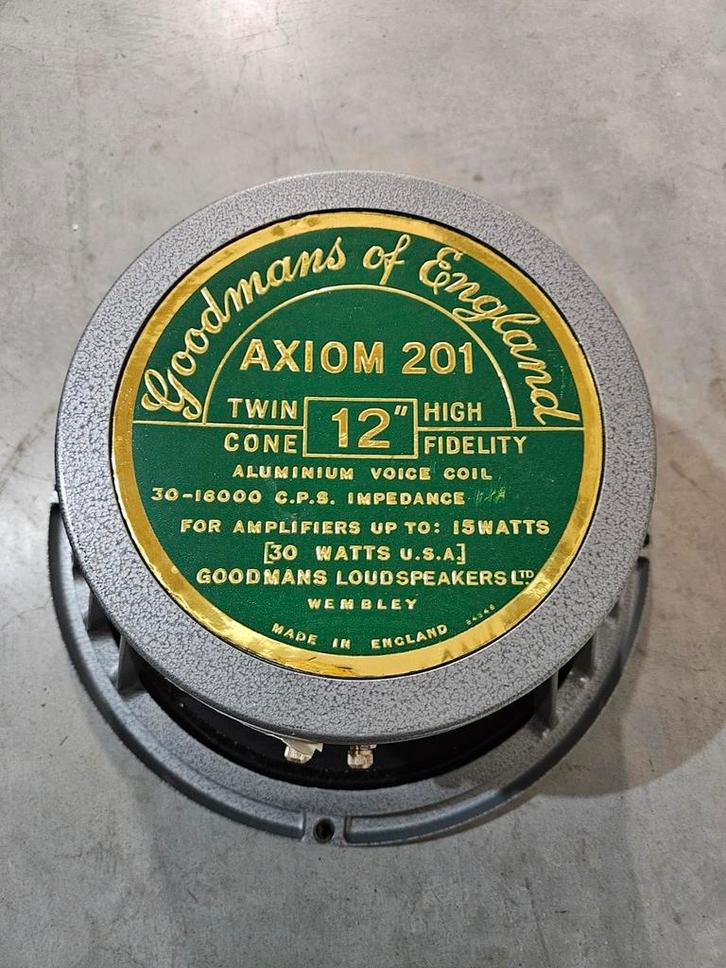 Goodmans of England
AXIOM 201
TWIN CONE
12"
HIGH FIDELITY
ALUMINIUM VOICE COIL
30-16000 C.P.S. IMPEDANCE
FOR AMPLIFIERS UP TO: 15WATTS
[30 WATTS U.S.A]
GOODMANS LOUDSPEAKERS LTD
WEMBLEY
MADE IN ENGLAND